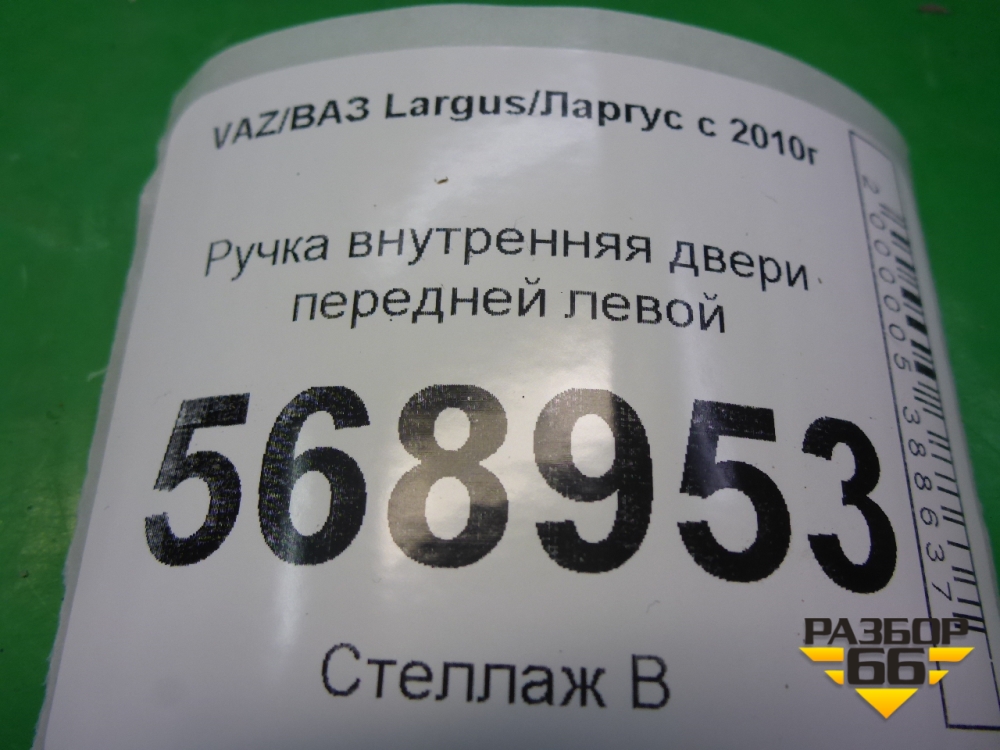 VAZ/ВАЗ Largus/Ларгус с 2010г
Ручка внутренняя двери
передней левой
568953
Стеллаж В
2000005388637
РАЗБОР
66